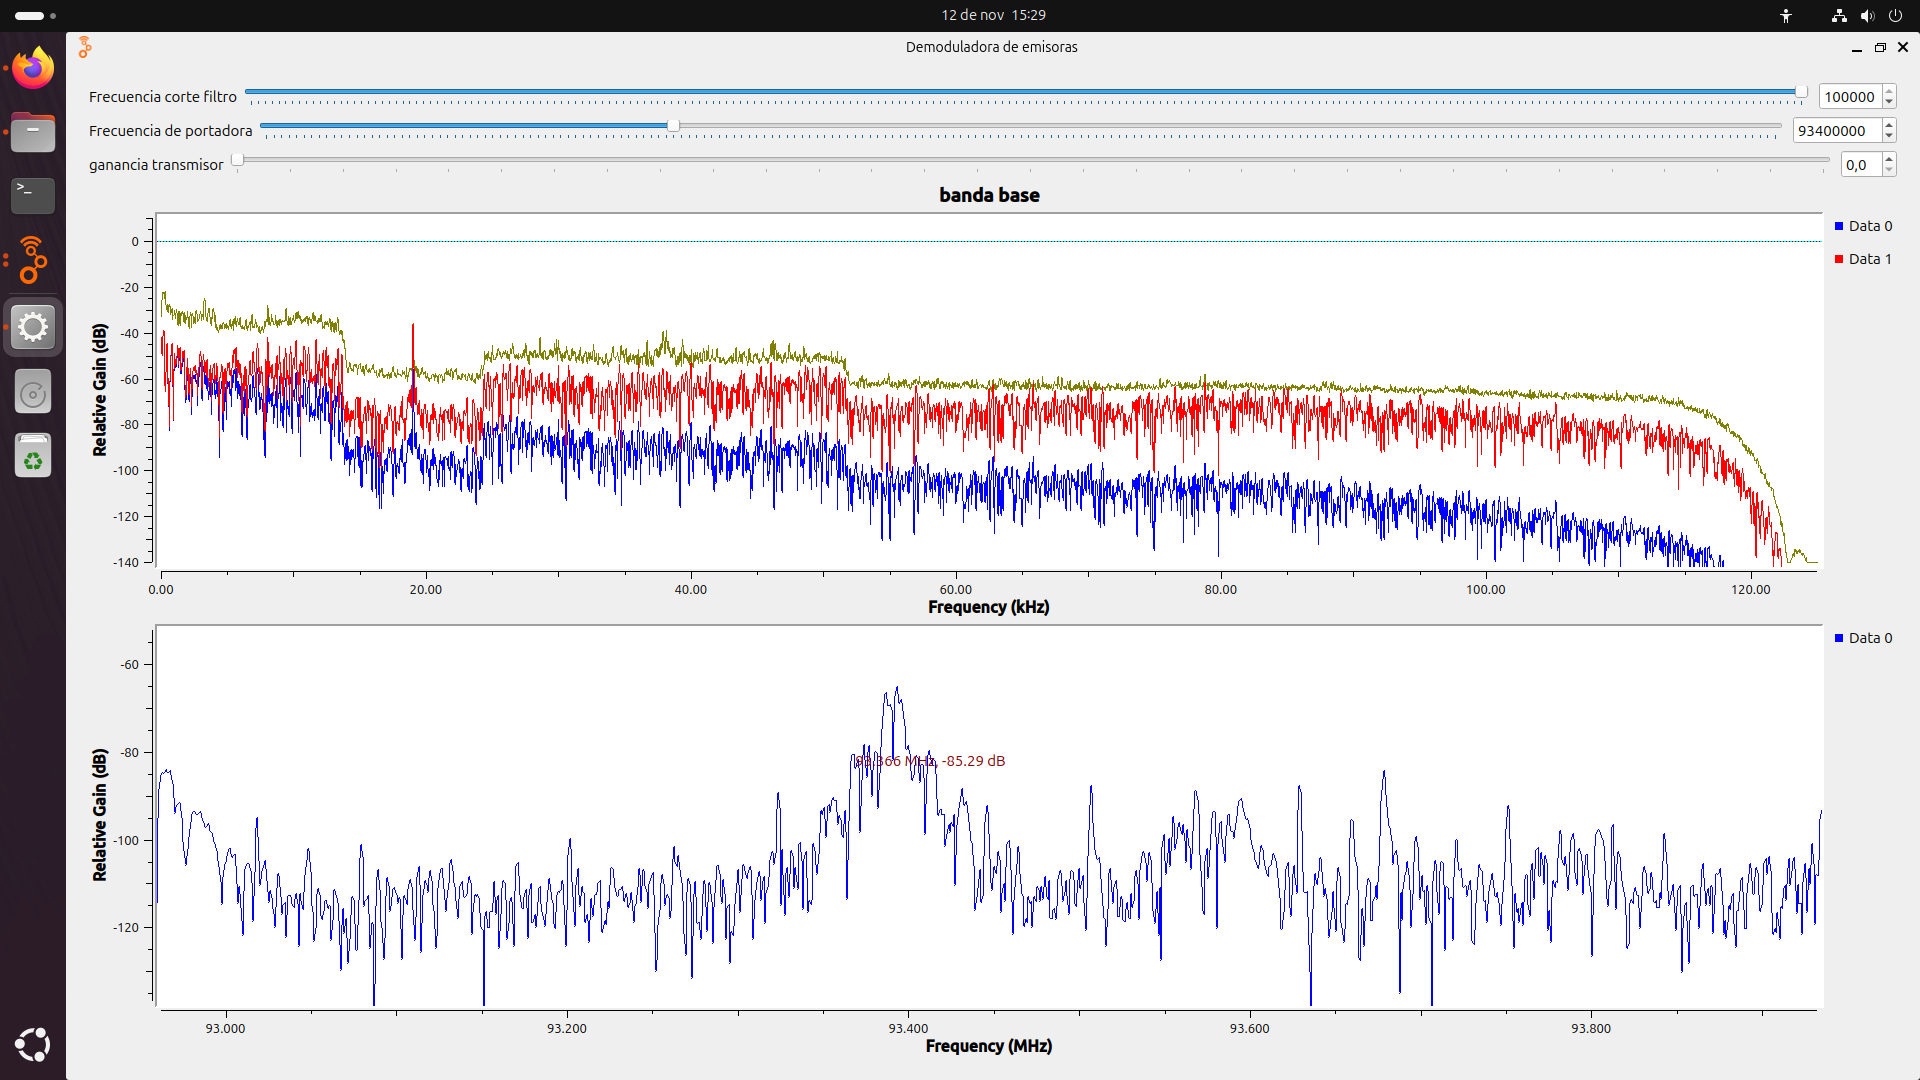 12 de nov  15:29
Demoduladora de emisoras
Frecuencia corte filtro 100000
Frecuencia de portadora 93400000
ganancia transmisor 0,0
banda base
Data 0
Data 1
Relative Gain (dB)
0
-20
-40
-60
-80
-100
-120
-140
0.00 20.00 40.00 60.00 80.00 100.00 120.00
Frequency (kHz)
Data 0
Relative Gain (dB)
-60
-80
-100
-120
93.366 MHz, -85.29 dB
93.000 93.200 93.400 93.600 93.800
Frequency (MHz)